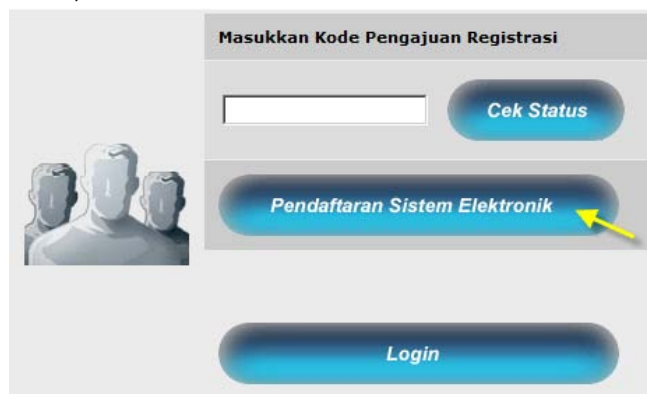 Masukkan Kode Pengajuan Registrasi
Cek Status
Pendaftaran Sistem Elektronik
Login